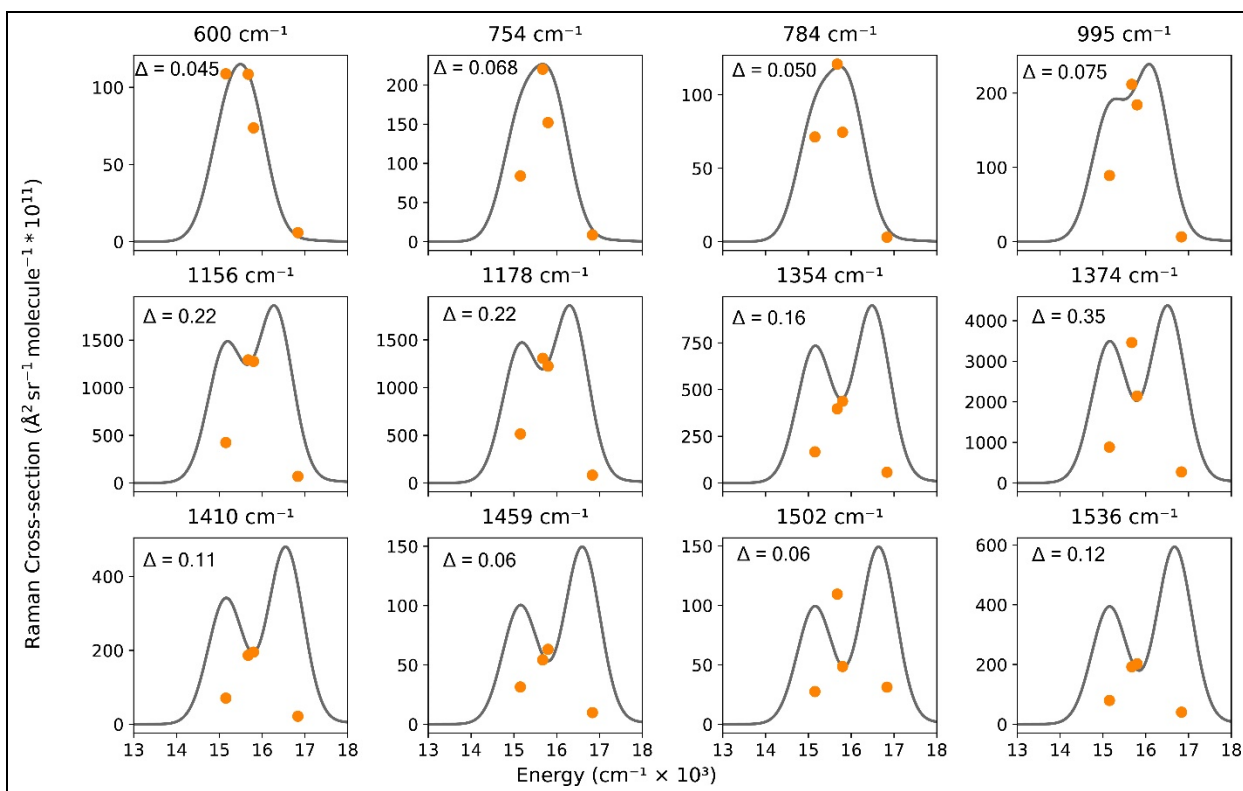 600 cm⁻¹ 754 cm⁻¹ 784 cm⁻¹ 995 cm⁻¹
Δ = 0.045 Δ = 0.068 Δ = 0.050 Δ = 0.075
100 50 0
200 150 100 50 0
100 50 0
200 100 0
1156 cm⁻¹ 1178 cm⁻¹ 1354 cm⁻¹ 1374 cm⁻¹
Δ = 0.22 Δ = 0.22 Δ = 0.16 Δ = 0.35
1500 1000 500 0
1500 1000 500 0
750 500 250 0
4000 3000 2000 1000 0
1410 cm⁻¹ 1459 cm⁻¹ 1502 cm⁻¹ 1536 cm⁻¹
Δ = 0.11 Δ = 0.06 Δ = 0.06 Δ = 0.12
400 200 0
150 100 50 0
150 100 50 0
600 400 200 0
13 14 15 16 17 18 13 14 15 16 17 18 13 14 15 16 17 18 13 14 15 16 17 18
Energy (cm⁻¹ × 10³)
Raman Cross-section (Å² sr⁻¹ molecule⁻¹ * 10¹¹)